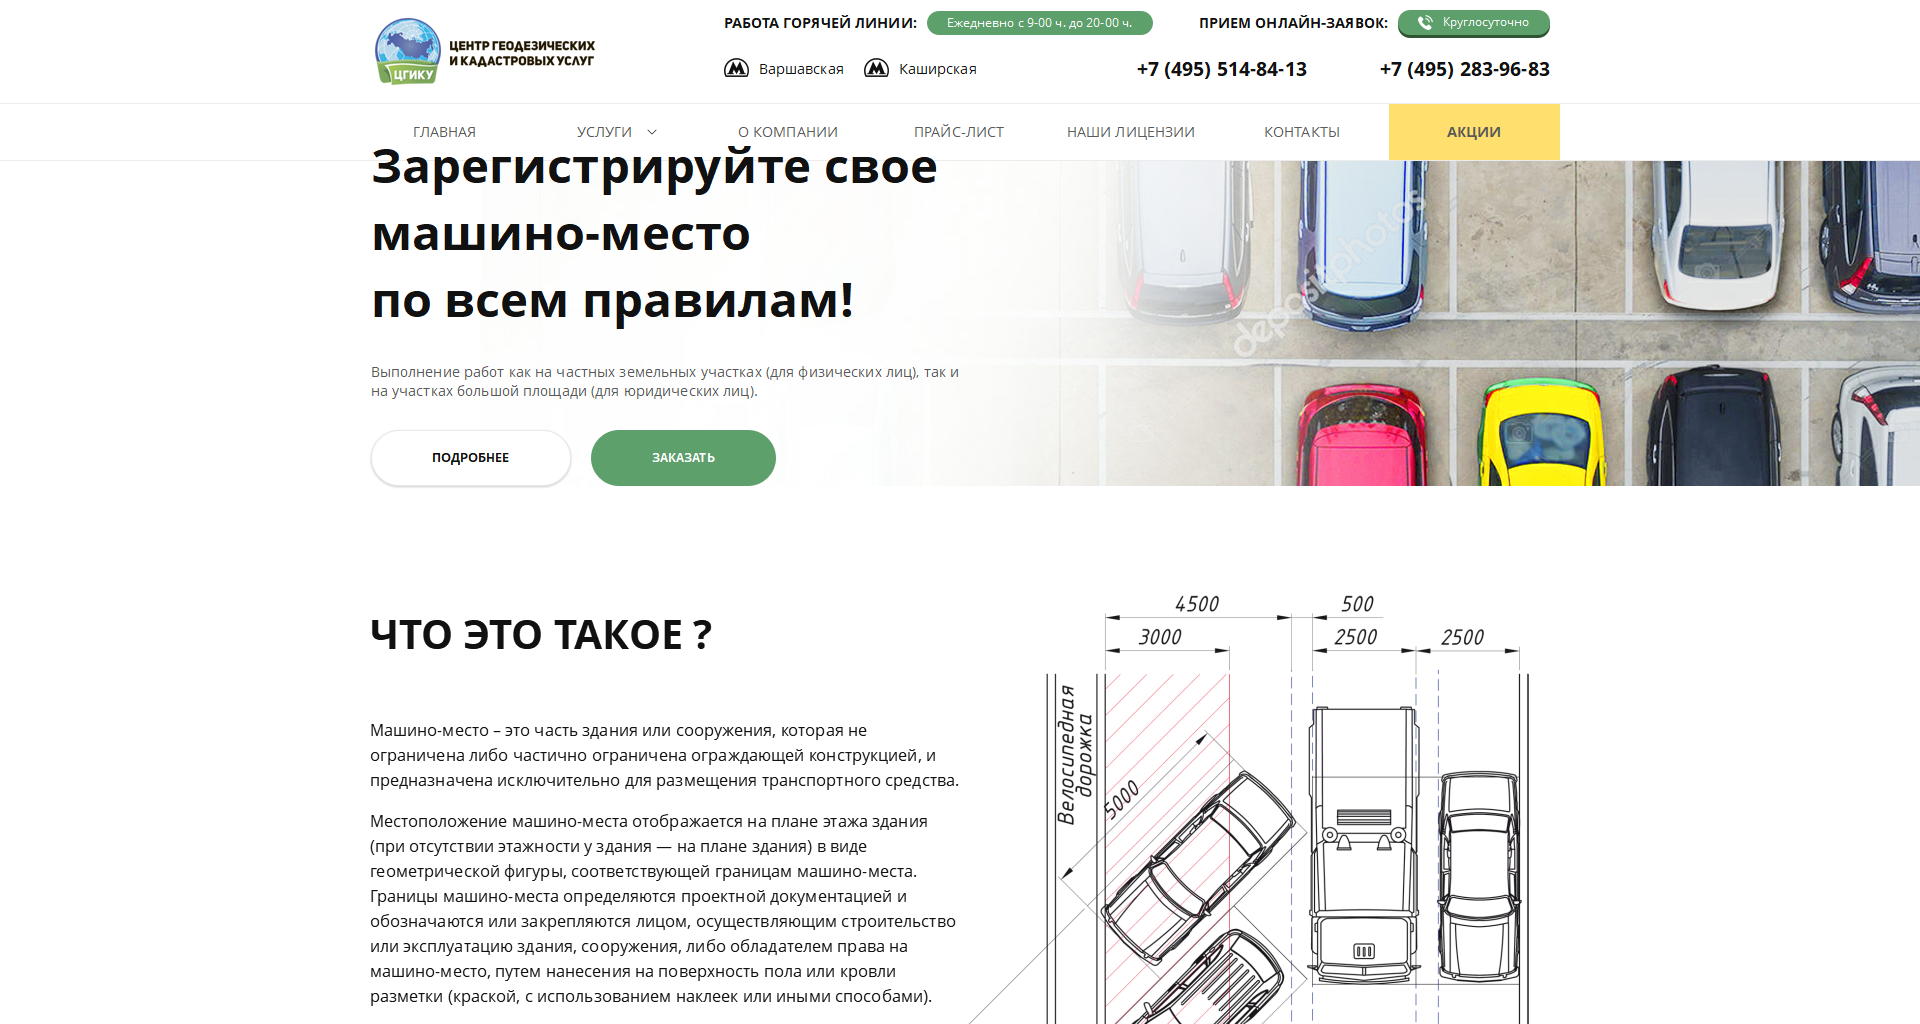 ЦГИКУ
ЦЕНТР ГЕОДЕЗИЧЕСКИХ
И КАДАСТРОВЫХ УСЛУГ
РАБОТА ГОРЯЧЕЙ ЛИНИИ:
Ежедневно с 9-00 ч. до 20-00 ч.
ПРИЕМ ОНЛАЙН-ЗАЯВОК:
Круглосуточно
Варшавская
Каширская
+7 (495) 514-84-13
+7 (495) 283-96-83
ГЛАВНАЯ
УСЛУГИ
О КОМПАНИИ
ПРАЙС-ЛИСТ
НАШИ ЛИЦЕНЗИИ
КОНТАКТЫ
АКЦИИ
Зарегистрируйте свое
машино-место
по всем правилам!
depositphotos
Выполнение работ как на частных земельных участках (для физических лиц), так и
на участках большой площади (для юридических лиц).
ПОДРОБНЕЕ
ЗАКАЗАТЬ
ЧТО ЭТО ТАКОЕ ?
Машино-место – это часть здания или сооружения, которая не
ограничена либо частично ограничена ограждающей конструкцией, и
предназначена исключительно для размещения транспортного средства.
Местоположение машино-места отображается на плане этажа здания
(при отсутствии этажности у здания — на плане здания) в виде
геометрической фигуры, соответствующей границам машино-места.
Границы машино-места определяются проектной документацией и
обозначаются или закрепляются лицом, осуществляющим строительство
или эксплуатацию здания, сооружения, либо обладателем права на
машино-место, путем нанесения на поверхность пола или кровли
разметки (краской, с использованием наклеек или иными способами).
4500
500
3000
2500
2500
Велосипедная
дорожка
5000